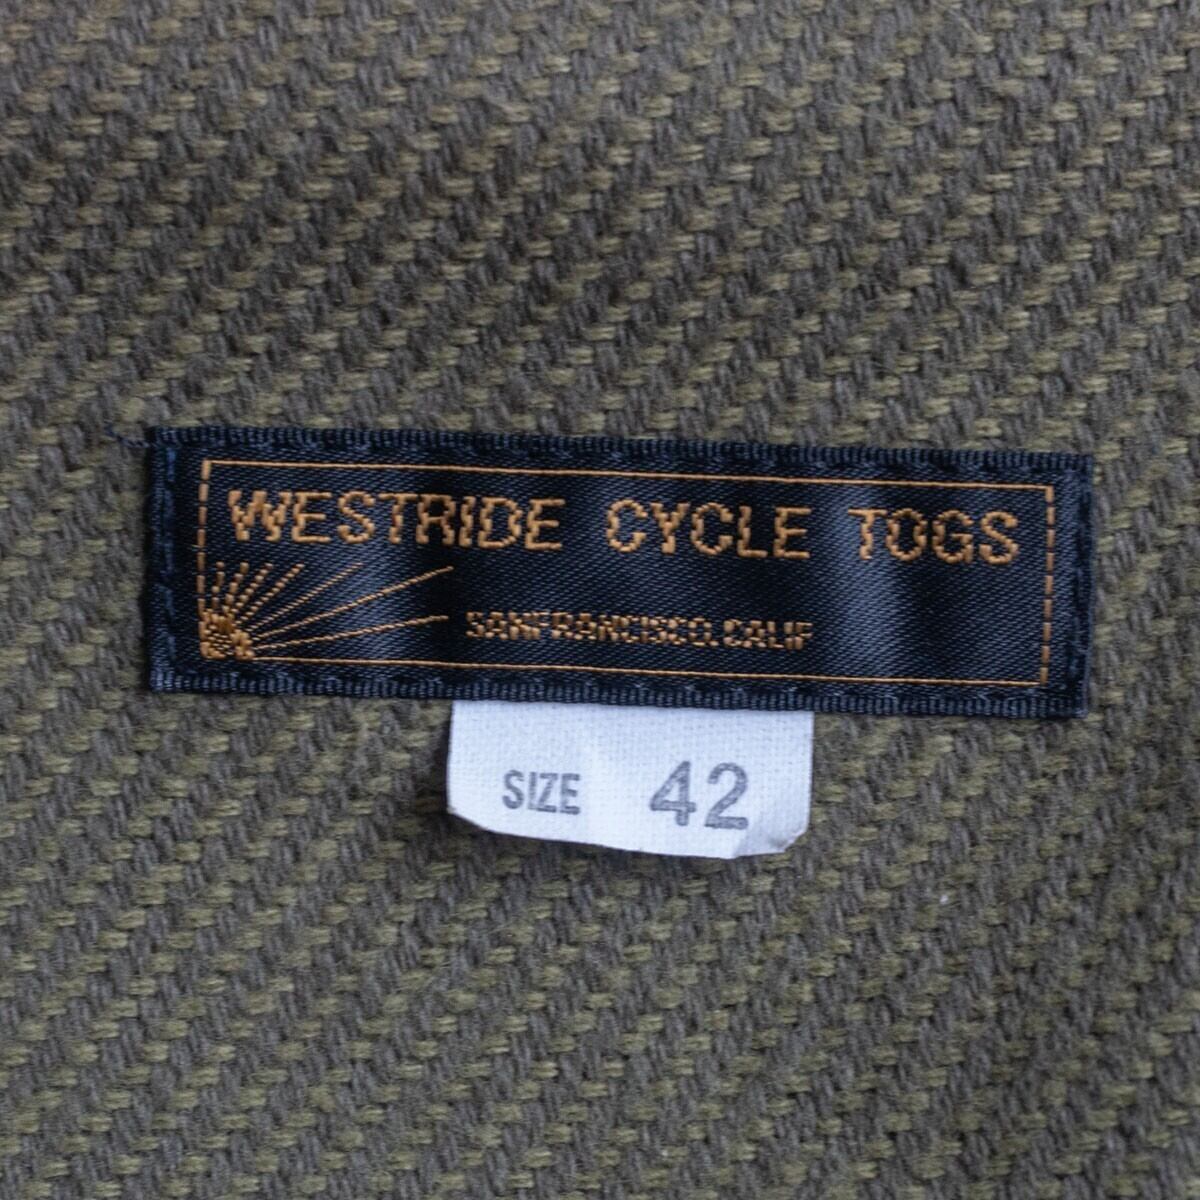 WESTRIDE CYCLE TOGS
SANFRANCISCO.CALIF
SIZE 42